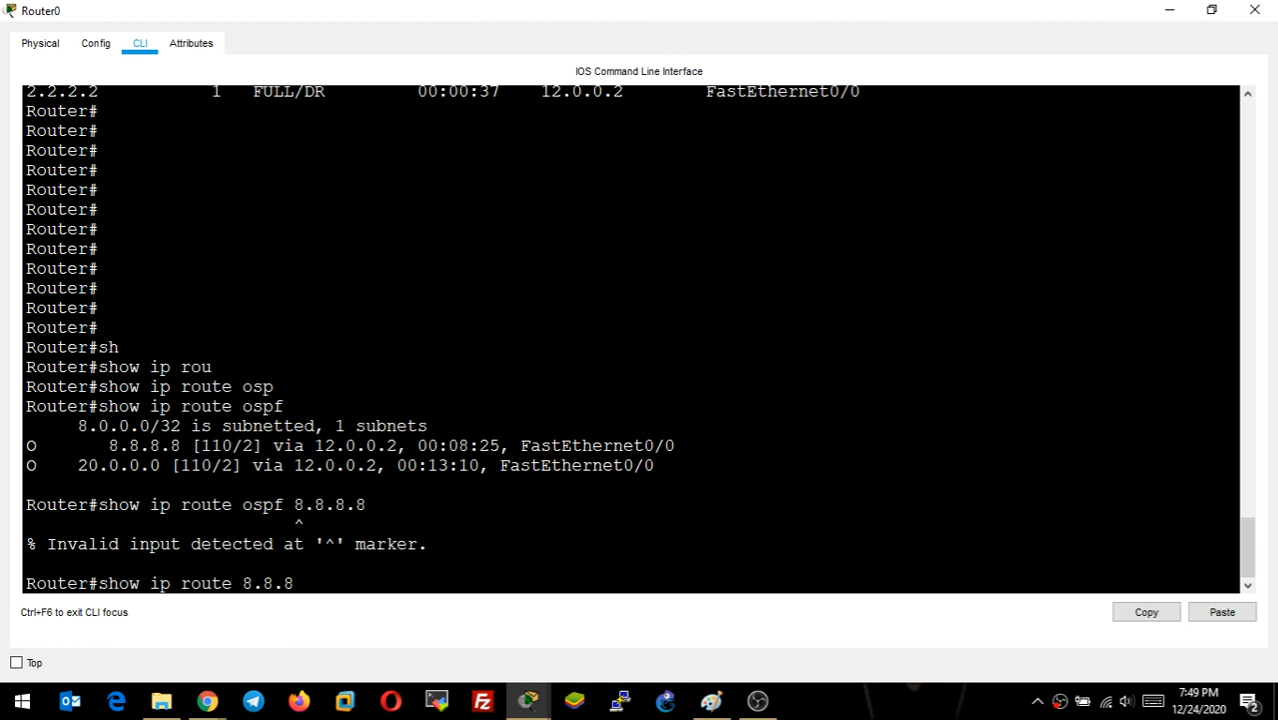 Router0
Physical Config CLI Attributes
IOS Command Line Interface
2.2.2.2 1 FULL/DR 00:00:37 12.0.0.2 FastEthernet0/0
Router#
Router#
Router#
Router#
Router#
Router#
Router#
Router#
Router#
Router#
Router#
Router#
Router#sh
Router#show ip rou
Router#show ip route osp
Router#show ip route ospf
8.0.0.0/32 is subnetted, 1 subnets
O 8.8.8.8 [110/2] via 12.0.0.2, 00:08:25, FastEthernet0/0
O 20.0.0.0 [110/2] via 12.0.0.2, 00:13:10, FastEthernet0/0
Router#show ip route ospf 8.8.8.8
^
% Invalid input detected at '^' marker.
Router#show ip route 8.8.8
Ctrl+F6 to exit CLI focus
Copy Paste
Top
7:49 PM
12/24/2020
2